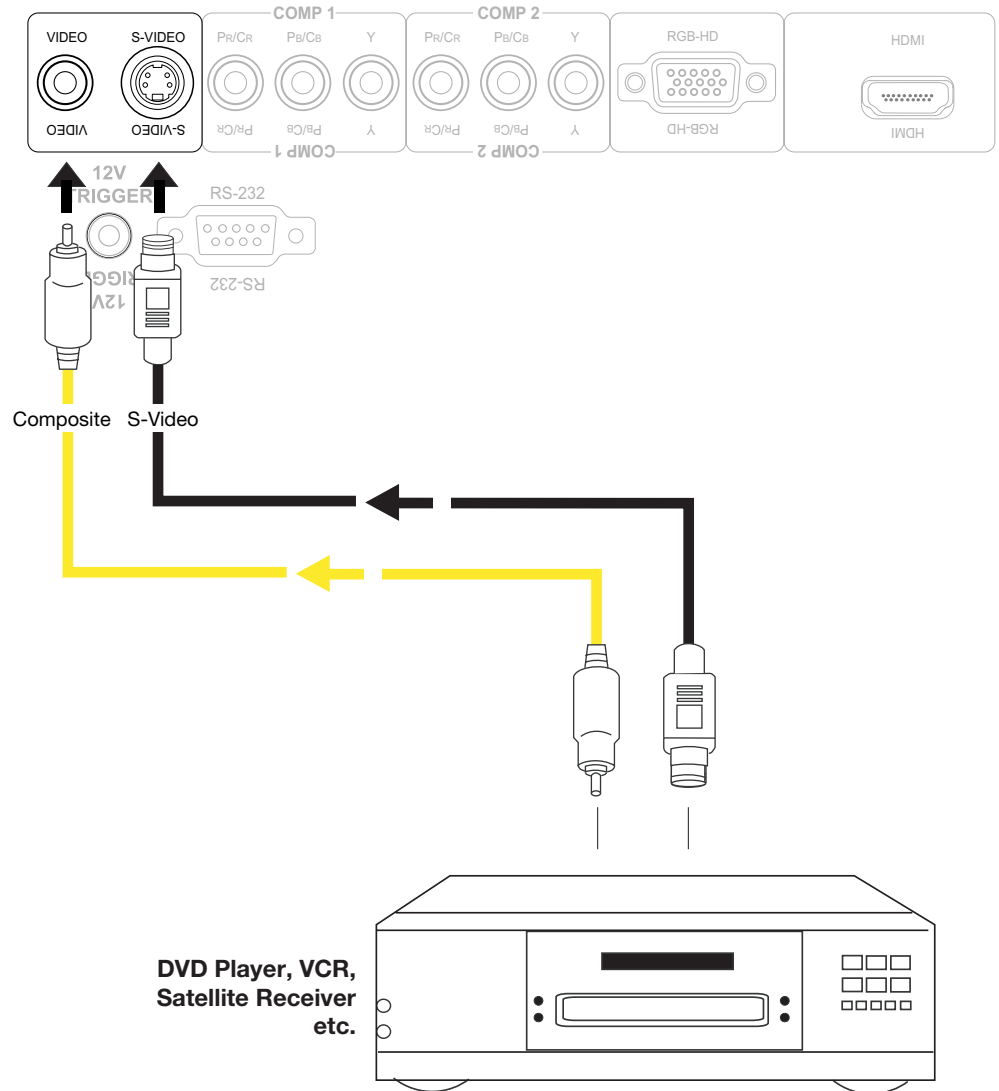 COMP 1
COMP 2
VIDEO
S-VIDEO
PR/CR
PB/CB
Y
PR/CR
PB/CB
Y
RGB-HD
HDMI
VIDEO
S-VIDEO
PR/CR
PB/CB
Y
PR/CR
PB/CB
Y
RGB-HD
HDMI
COMP 1
COMP 2
12V
TRIGGER
RS-232
RS-232
12V
Composite
S-Video
DVD Player, VCR,
Satellite Receiver
etc.